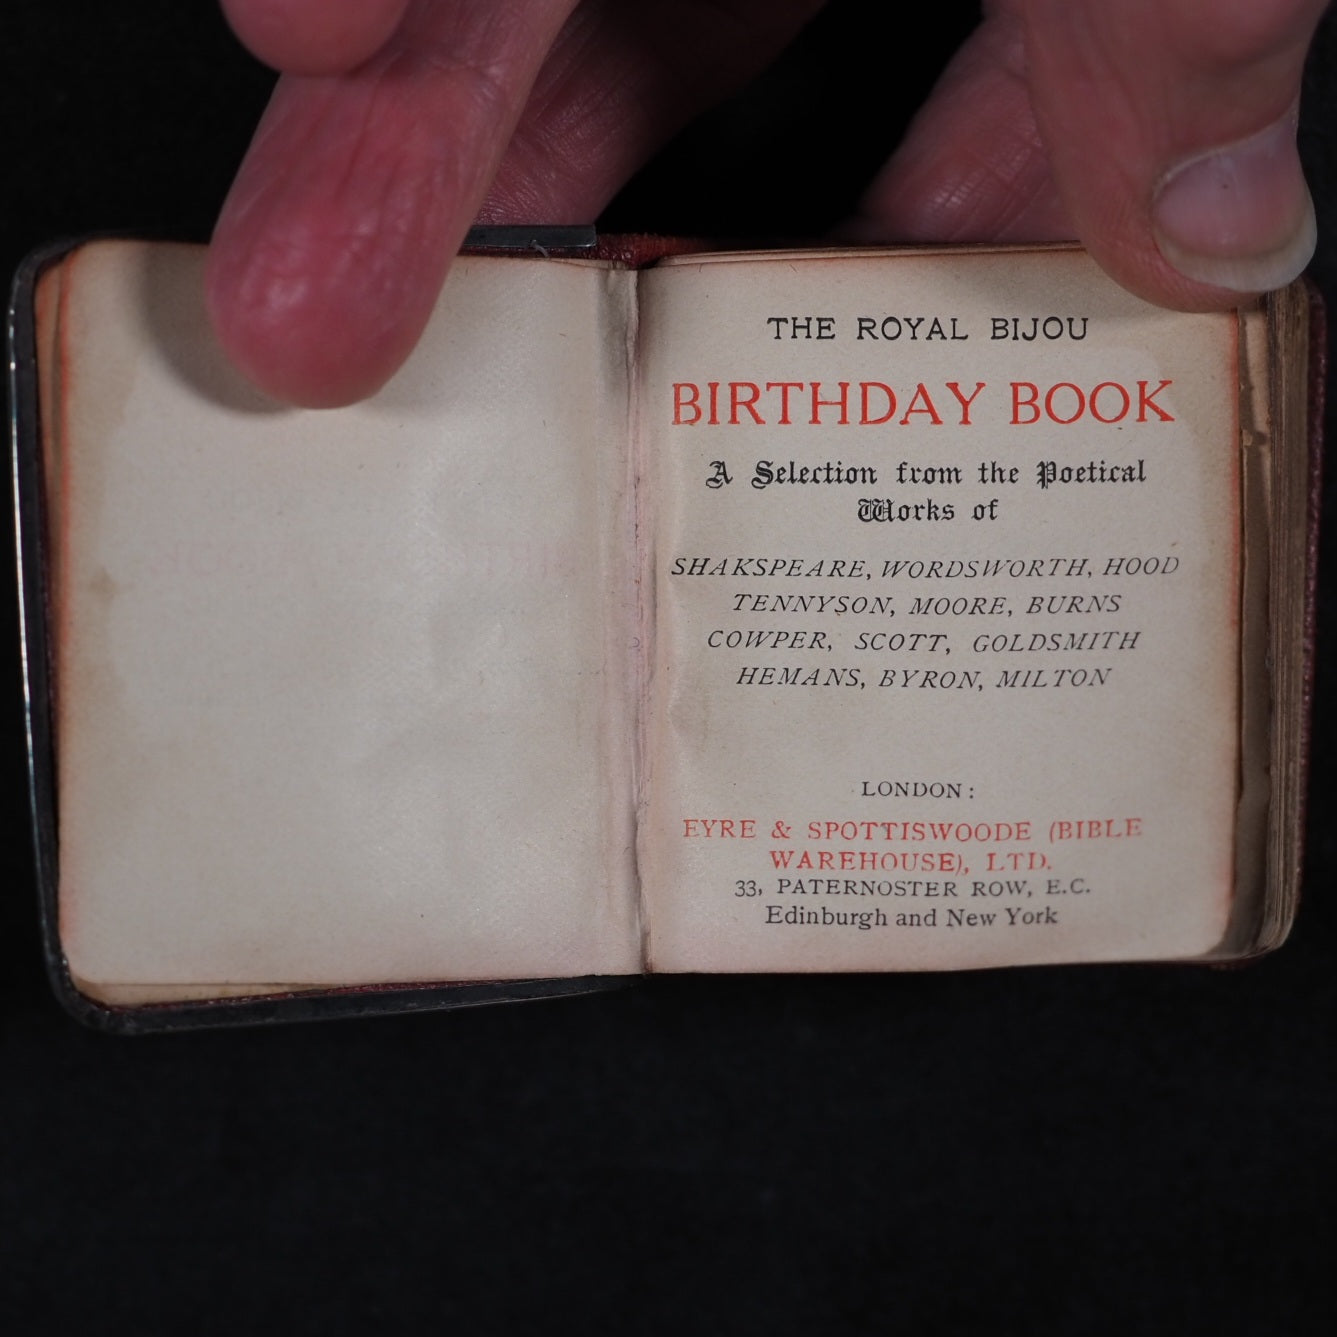 THE ROYAL BIJOU
BIRTHDAY BOOK
A Selection from the Poetical
Works of
SHAKSPEARE, WORDSWORTH, HOOD
TENNYSON, MOORE, BURNS
COWPER, SCOTT, GOLDSMITH
HEMANS, BYRON, MILTON
LONDON:
EYRE & SPOTTISWOODE (BIBLE
WAREHOUSE), LTD.
33, PATERNOSTER ROW, E.C.
Edinburgh and New York